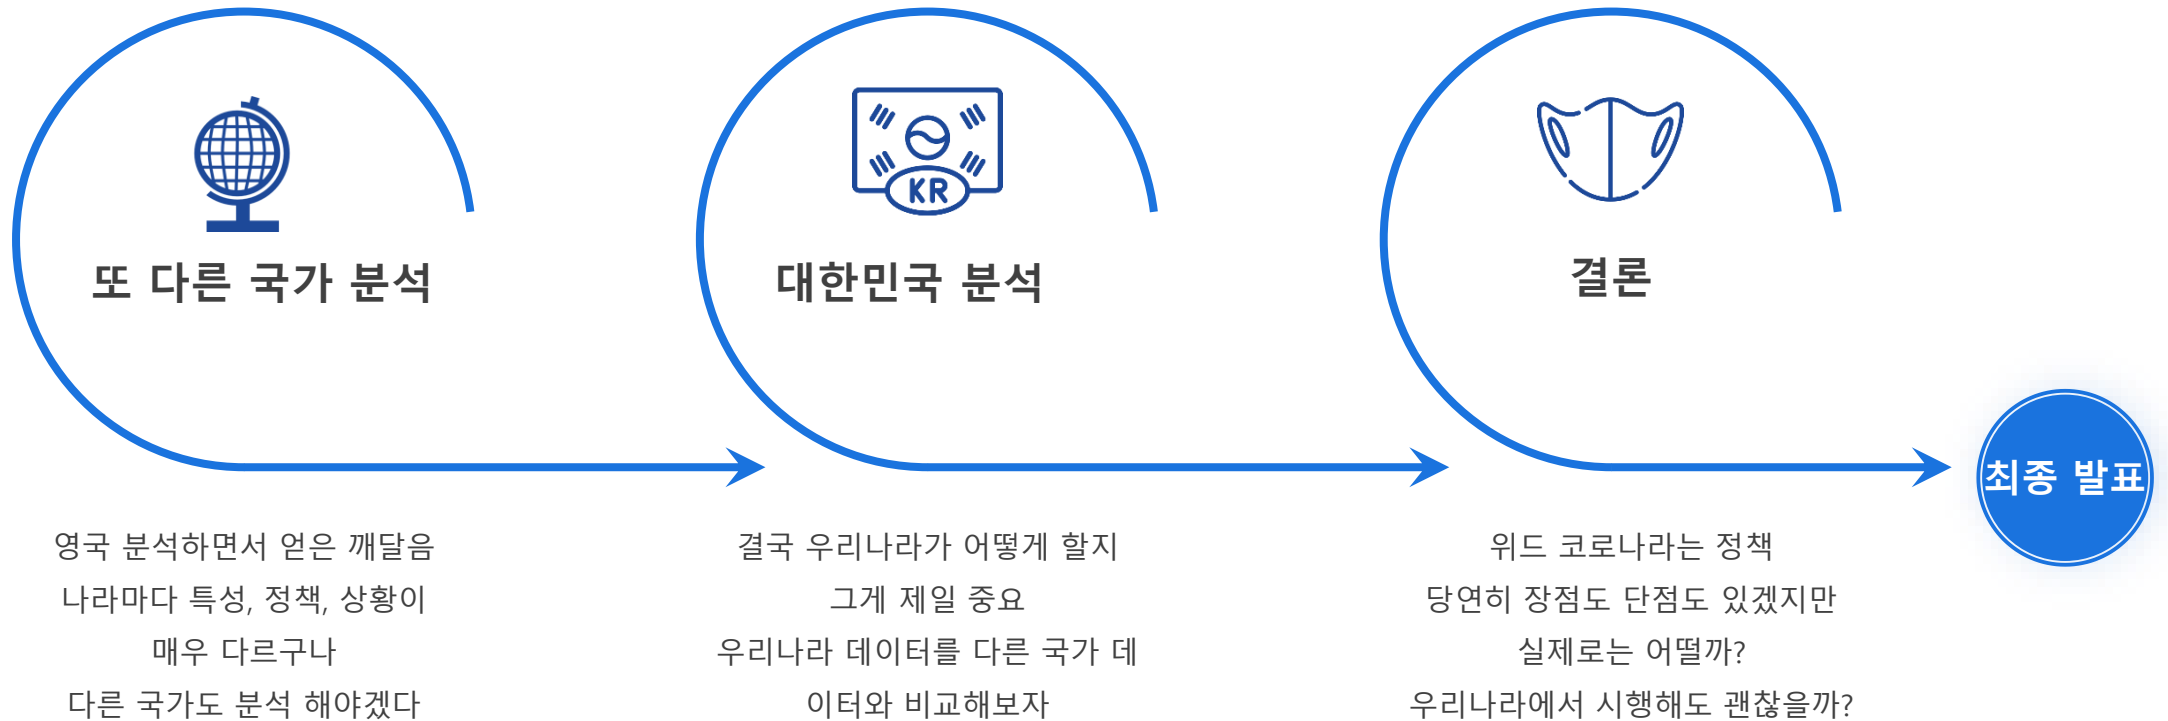 KR
또 다른 국가 분석
대한민국 분석
결론
최종 발표
영국 분석하면서 얻은 깨달음
나라마다 특성, 정책, 상황이
매우 다르구나
다른 국가도 분석 해야겠다
결국 우리나라가 어떻게 할지
그게 제일 중요
우리나라 데이터를 다른 국가 데
이터와 비교해보자
위드 코로나라는 정책
당연히 장점도 단점도 있겠지만
실제로는 어떨까?
우리나라에서 시행해도 괜찮을까?